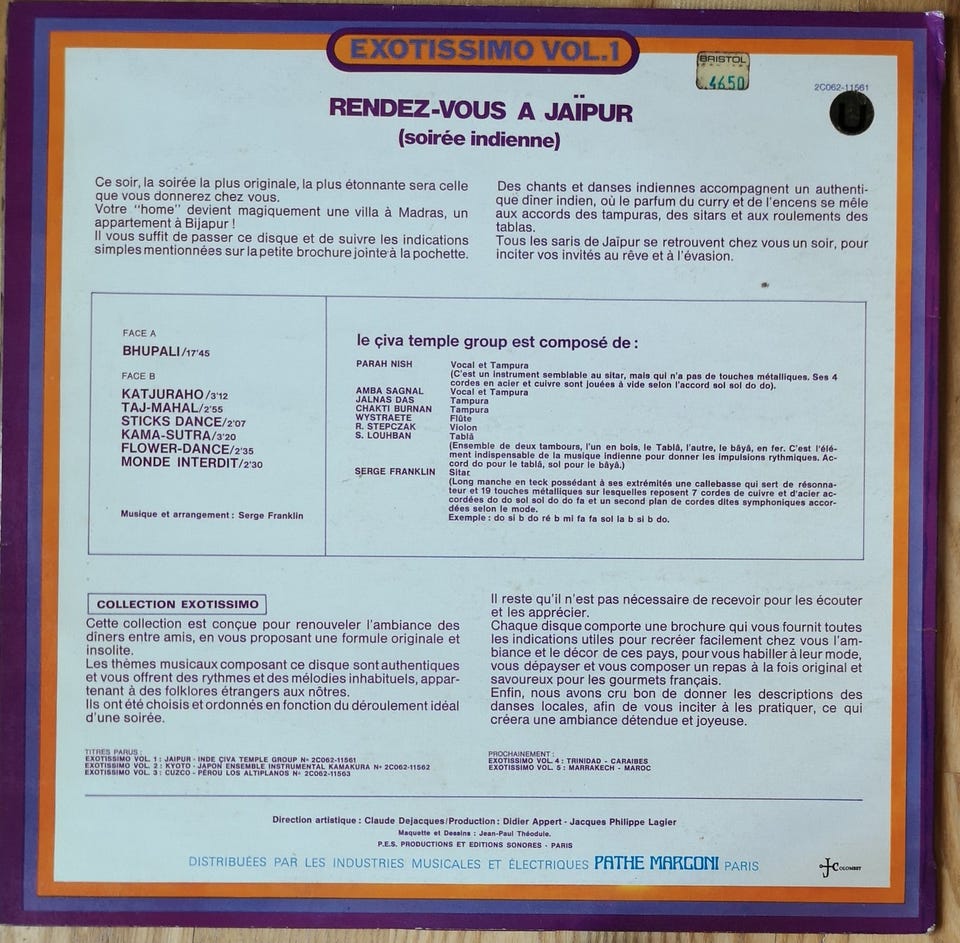 EXOTISSIMO VOL.1
BRISTOL
4650
2C062-11561
U
RENDEZ-VOUS A JAÏPUR
(soirée indienne)
Ce soir, la soirée la plus originale, la plus étonnante sera celle
que vous donnerez chez vous.
Votre "home" devient magiquement une villa à Madras, un
appartement à Bijapur !
Il vous suffit de passer ce disque et de suivre les indications
simples mentionnées sur la petite brochure jointe à la pochette.
Des chants et danses indiennes accompagnent un authenti-
que dîner indien, où le parfum du curry et de l'encens se mêle
aux accords des tampuras, des sitars et aux roulements des
tablas.
Tous les saris de Jaïpur se retrouvent chez vous un soir, pour
inciter vos invités au rêve et à l'évasion.
FACE A
BHUPALI/17'45
FACE B
KATJURAHO/3'12
TAJ-MAHAL/2'55
STICKS DANCE/2'07
KAMA-SUTRA/3'20
FLOWER-DANCE/2'35
MONDE INTERDIT/2'30
Musique et arrangement : Serge Franklin
le çiva temple group est composé de :
PARAH NISH Vocal et Tampura
(C'est un instrument semblable au sitar, mais qui n'a pas de touches métalliques. Ses 4
cordes en acier et cuivre sont jouées à vide selon l'accord sol sol do do).
AMBA SAGNAL Vocal et Tampura
JALNAS DAS Tampura
CHAKTI BURNAN Tampura
WYSTRAETE Flûte
R. STEPCZAK Violon
S. LOUHBAN Tablâ
(Ensemble de deux tambours, l'un en bois, le Tablâ, l'autre, le bâyâ, en fer. C'est l'élé-
ment indispensable de la musique indienne pour donner les impulsions rythmiques. Ac-
cord do pour le tablâ, sol pour le bâyâ.)
SERGE FRANKLIN Sitar
(Long manche en teck possédant à ses extrémités une callebasse qui sert de résonna-
teur et 19 touches métalliques sur lesquelles reposent 7 cordes de cuivre et d'acier ac-
cordées do do sol sol do do fa et un second plan de cordes dites symphoniques accor-
dées selon le mode.
Exemple : do si b do ré b mi fa fa sol la b si b do.
COLLECTION EXOTISSIMO
Cette collection est conçue pour renouveler l'ambiance des
dîners entre amis, en vous proposant une formule originale et
insolite.
Les thèmes musicaux composant ce disque sont authentiques
et vous offrent des rythmes et des mélodies inhabituels, appar-
tenant à des folklores étrangers aux nôtres.
Ils ont été choisis et ordonnés en fonction du déroulement idéal
d'une soirée.
Il reste qu'il n'est pas nécessaire de recevoir pour les écouter
et les apprécier.
Chaque disque comporte une brochure qui vous fournit toutes
les indications utiles pour recréer facilement chez vous l'am-
biance et le décor de ces pays, pour vous habiller à leur mode,
vous dépayser et vous composer un repas à la fois original et
savoureux pour les gourmets français.
Enfin, nous avons cru bon de donner les descriptions des
danses locales, afin de vous inciter à les pratiquer, ce qui
créera une ambiance détendue et joyeuse.
TITRES PARUS :
EXOTISSIMO VOL. 1 : JAIPUR - INDE ÇIVA TEMPLE GROUP N° 2C062-11561
EXOTISSIMO VOL. 2 : KYOTO - JAPON ENSEMBLE INSTRUMENTAL KAMAKURA N° 2C062-11562
EXOTISSIMO VOL. 3 : CUZCO - PÉROU LOS ALTIPLANOS N° 2C062-11563
PROCHAINEMENT :
EXOTISSIMO VOL. 4 : TRINIDAD - CARAIBES
EXOTISSIMO VOL. 5 : MARRAKECH - MAROC
Direction artistique : Claude Dejacques/Production : Didier Appert - Jacques Philippe Lagier
Maquette et Dessins : Jean-Paul Théodule.
P.E.S. PRODUCTIONS ET EDITIONS SONORES - PARIS
DISTRIBUÉES PAR LES INDUSTRIES MUSICALES ET ÉLECTRIQUES PATHE MARCONI PARIS
J COLOMBET